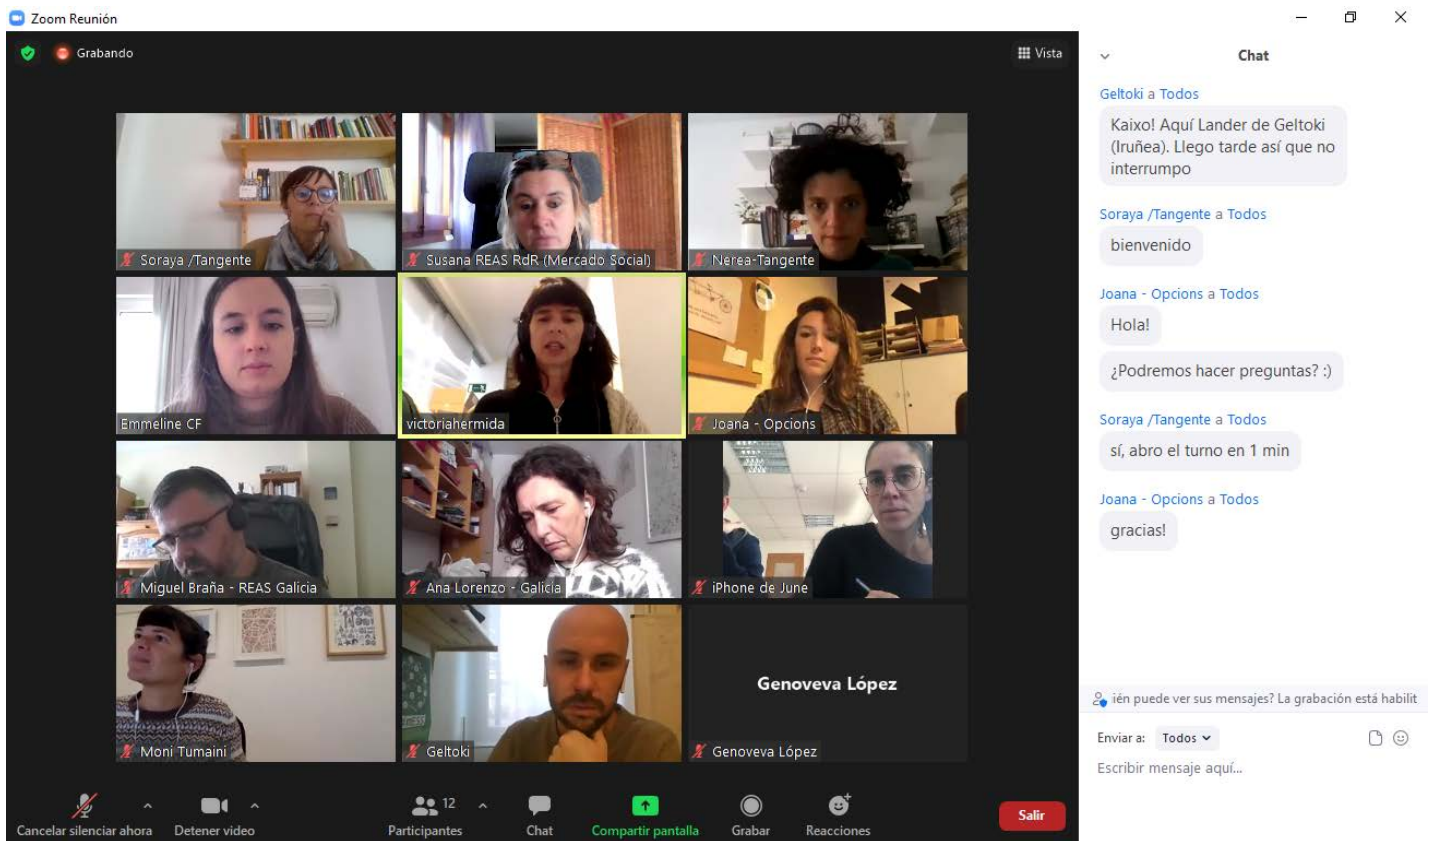 Zoom Reunión
Grabando
Vista
Soraya /Tangente
Susana REAS RdR (Mercado Social)
Nerea-Tangente
Emmeline CF
victoriahermida
Joana - Opcions
Miguel Braña - REAS Galicia
Ana Lorenzo - Galicia
iPhone de June
Moni Tumaini
Geltoki
Genoveva López
Genoveva López
Cancelar silenciar ahora
Detener video
12
Participantes
Chat
Compartir pantalla
Grabar
Reacciones
Salir
Chat
Geltoki a Todos
Kaixo! Aquí Lander de Geltoki
(Iruñea). Llego tarde así que no
interrumpo
Soraya /Tangente a Todos
bienvenido
Joana - Opcions a Todos
Hola!
¿Podremos hacer preguntas? :)
Soraya /Tangente a Todos
sí, abro el turno en 1 min
Joana - Opcions a Todos
gracias!
ién puede ver sus mensajes? La grabación está habilit
Enviar a: Todos
Escribir mensaje aquí...